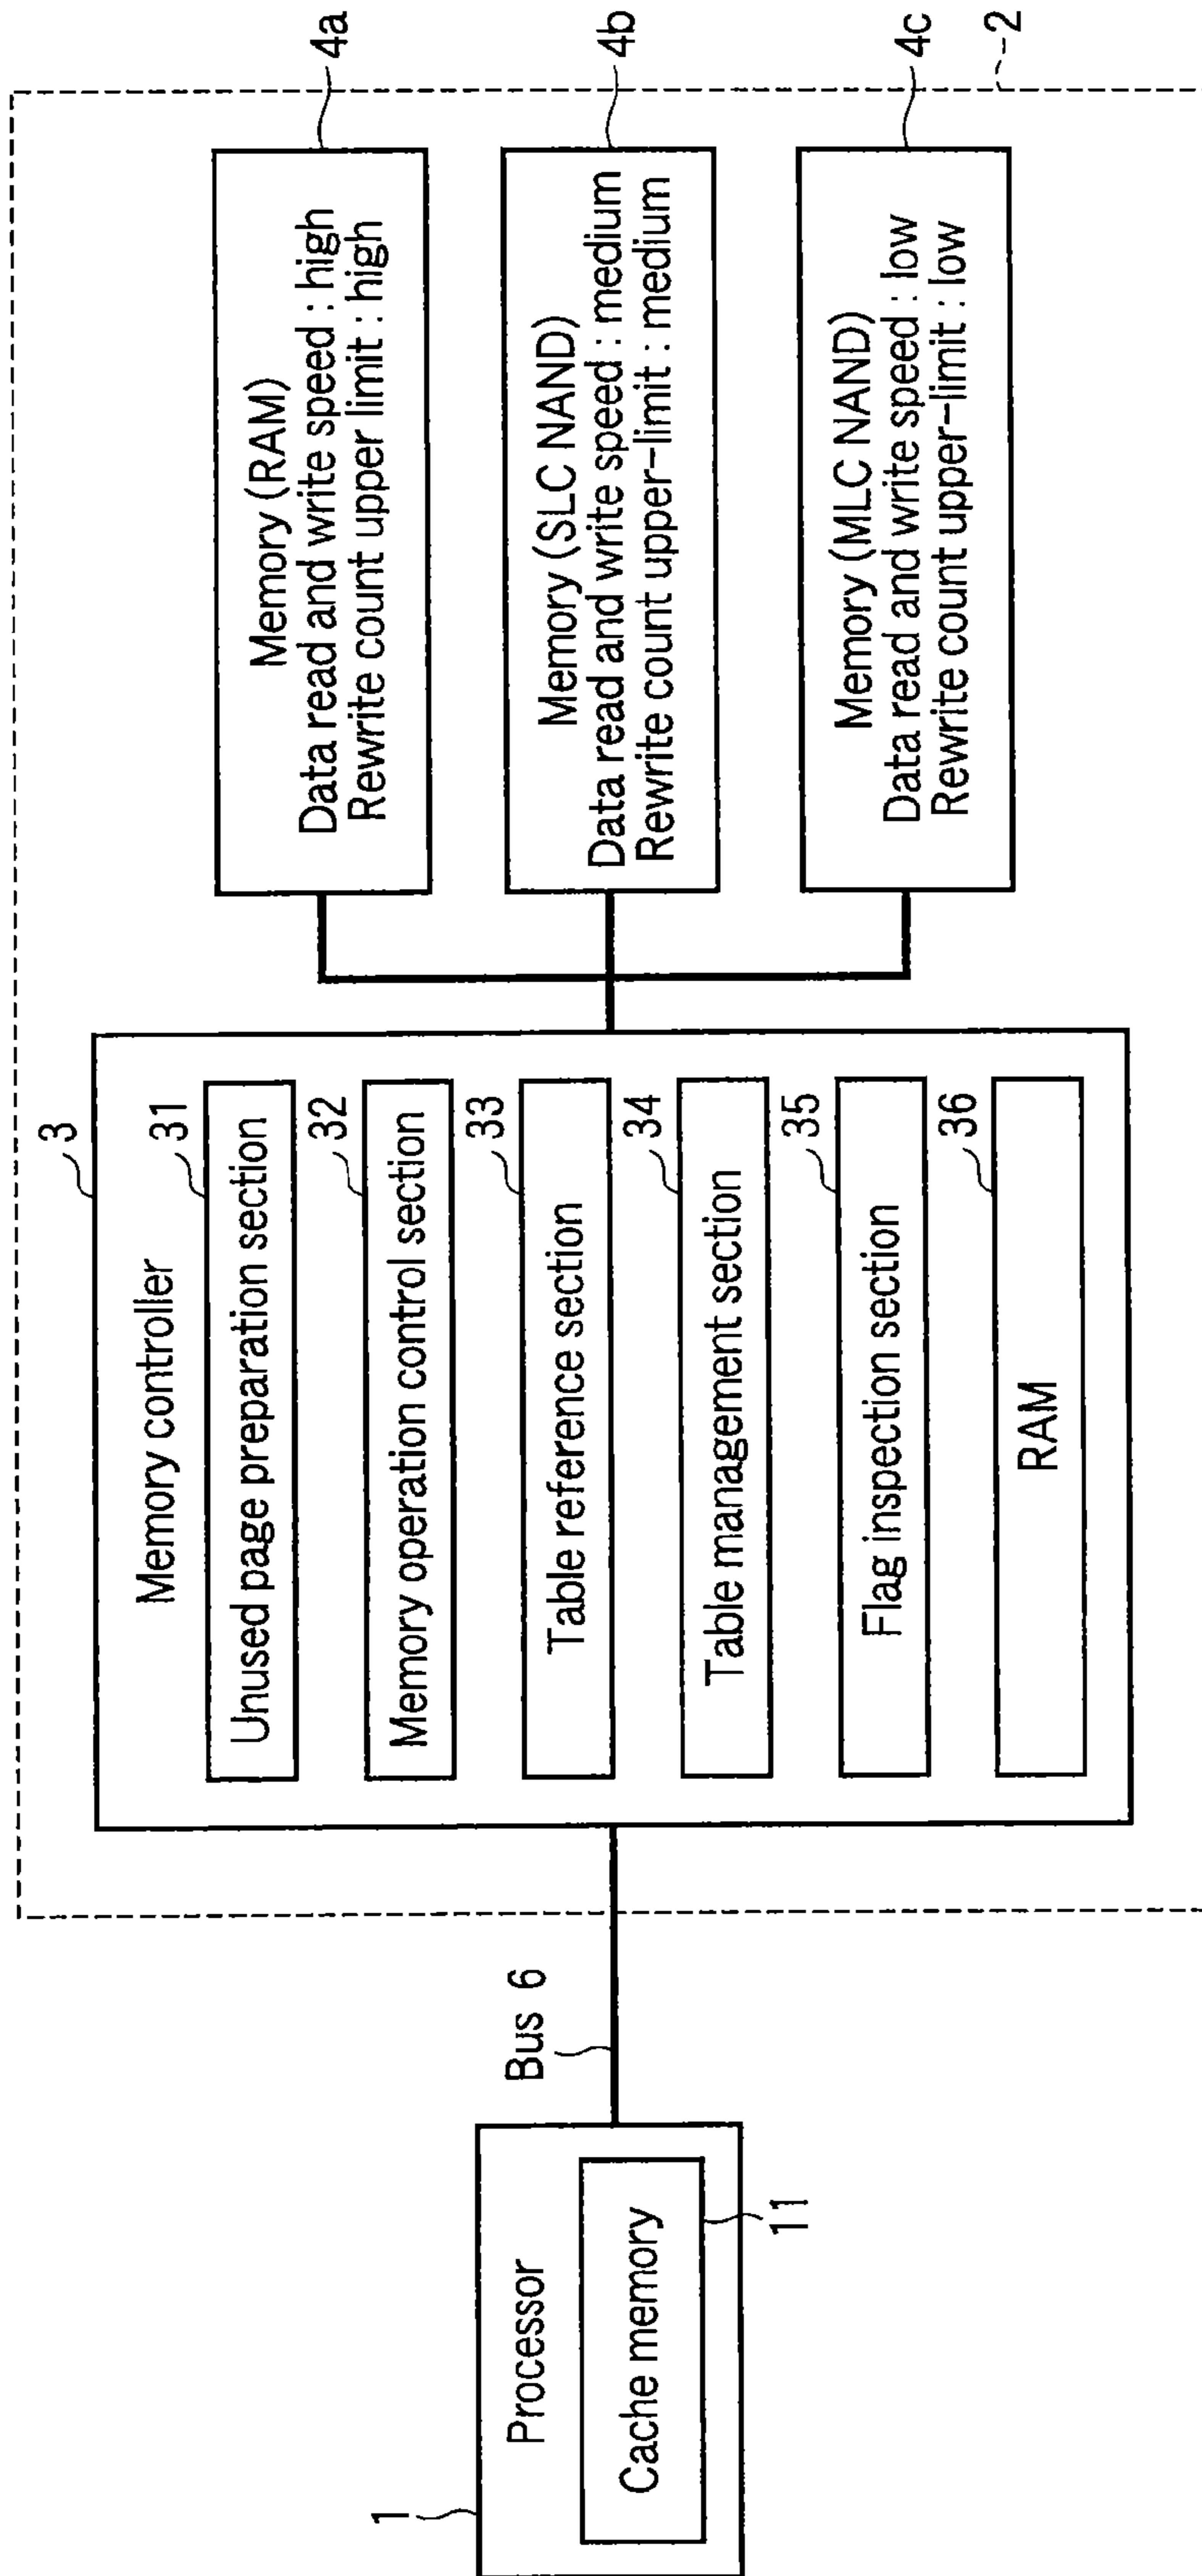 1
Processor
Cache memory
11
Bus 6
3
Memory controller
31
Unused page preparation section
32
Memory operation control section
33
Table reference section
34
Table management section
35
Flag inspection section
36
RAM
Memory (RAM)
Data read and write speed : high
Rewrite count upper limit : high
4a
Memory (SLC NAND)
Data read and write speed : medium
Rewrite count upper-limit : medium
4b
Memory (MLC NAND)
Data read and write speed : low
Rewrite count upper-limit : low
4c
2